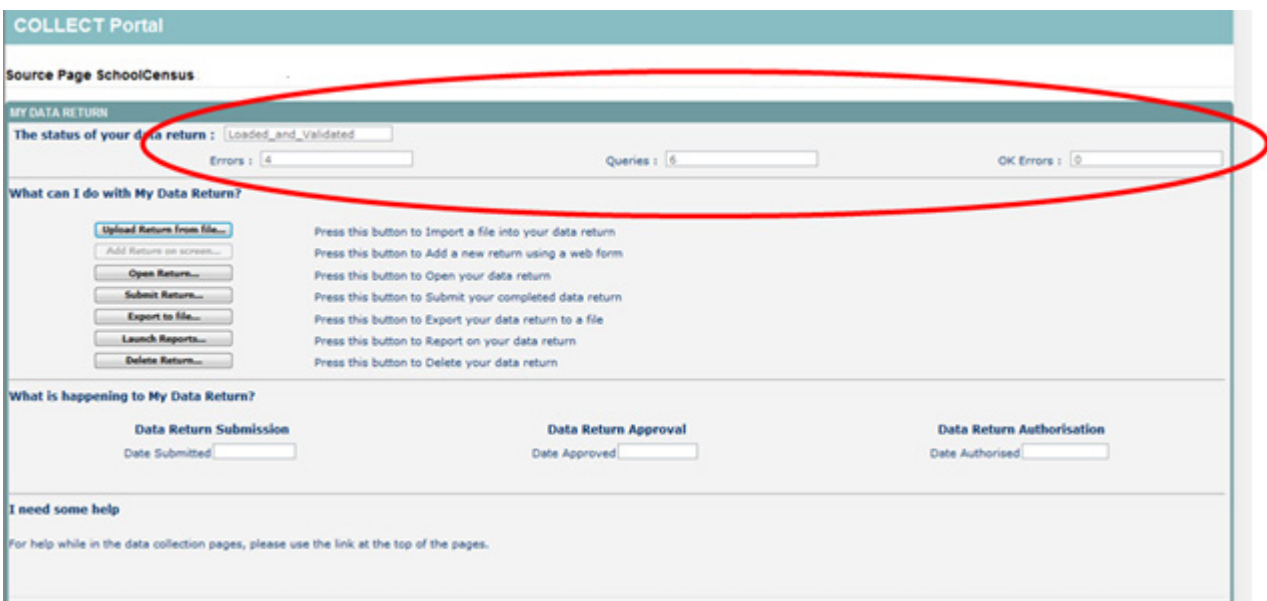 COLLECT Portal
Source Page SchoolCensus
MY DATA RETURN
The status of your data return : Loaded_and_Validated
Errors : 4 Queries : 6 OK Errors : 0
What can I do with My Data Return?
Upload Return from file... Press this button to Import a file into your data return
Add Return on screen... Press this button to Add a new return using a web form
Open Return... Press this button to Open your data return
Submit Return... Press this button to Submit your completed data return
Export to file... Press this button to Export your data return to a file
Launch Reports... Press this button to Report on your data return
Delete Return... Press this button to Delete your data return
What is happening to My Data Return?
Data Return Submission Data Return Approval Data Return Authorisation
Date Submitted Date Approved Date Authorised
I need some help
For help while in the data collection pages, please use the link at the top of the pages.